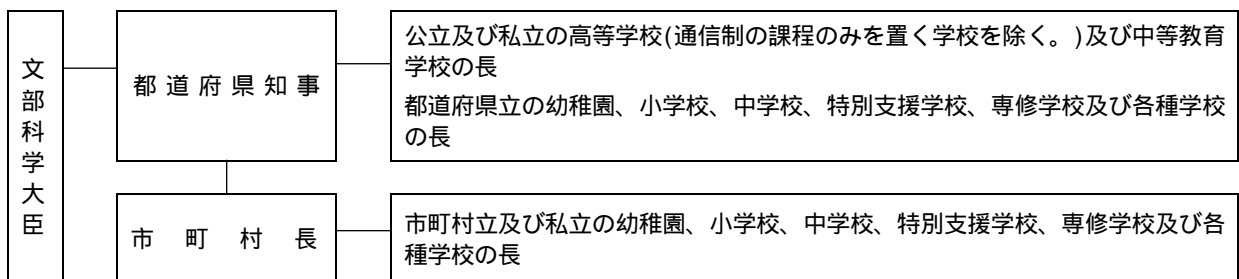 文部科学大臣
都道府県知事
公立及び私立の高等学校(通信制の課程のみを置く学校を除く。)及び中等教育
学校の長
都道府県立の幼稚園、小学校、中学校、特別支援学校、専修学校及び各種学校
の長
市町村長
市町村立及び私立の幼稚園、小学校、中学校、特別支援学校、専修学校及び各
種学校の長